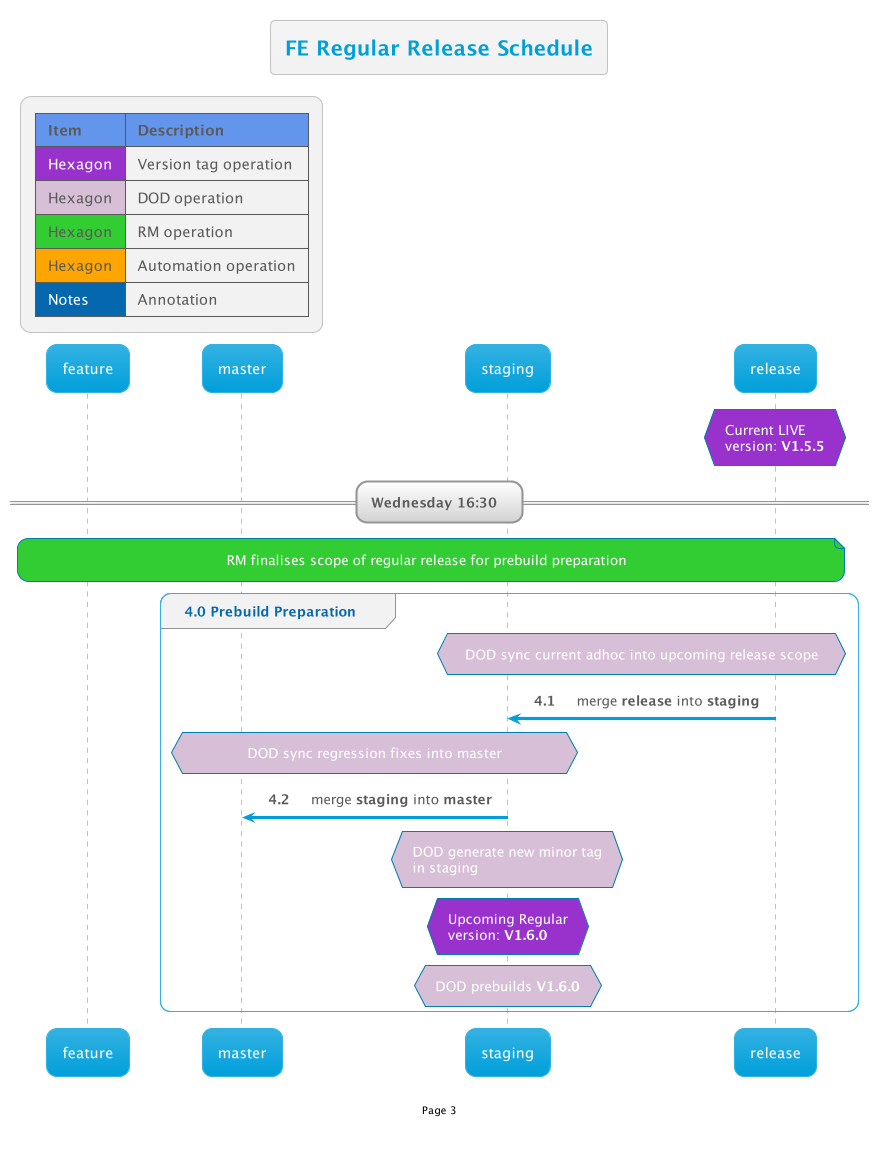 FE Regular Release Schedule
Item Description
Hexagon Version tag operation
Hexagon DOD operation
Hexagon RM operation
Hexagon Automation operation
Notes Annotation
feature master staging release
Current LIVE
version: V1.5.5
Wednesday 16:30
RM finalises scope of regular release for prebuild preparation
4.0 Prebuild Preparation
DOD sync current adhoc into upcoming release scope
4.1 merge release into staging
DOD sync regression fixes into master
4.2 merge staging into master
DOD generate new minor tag
in staging
Upcoming Regular
version: V1.6.0
DOD prebuilds V1.6.0
feature master staging release
Page 3